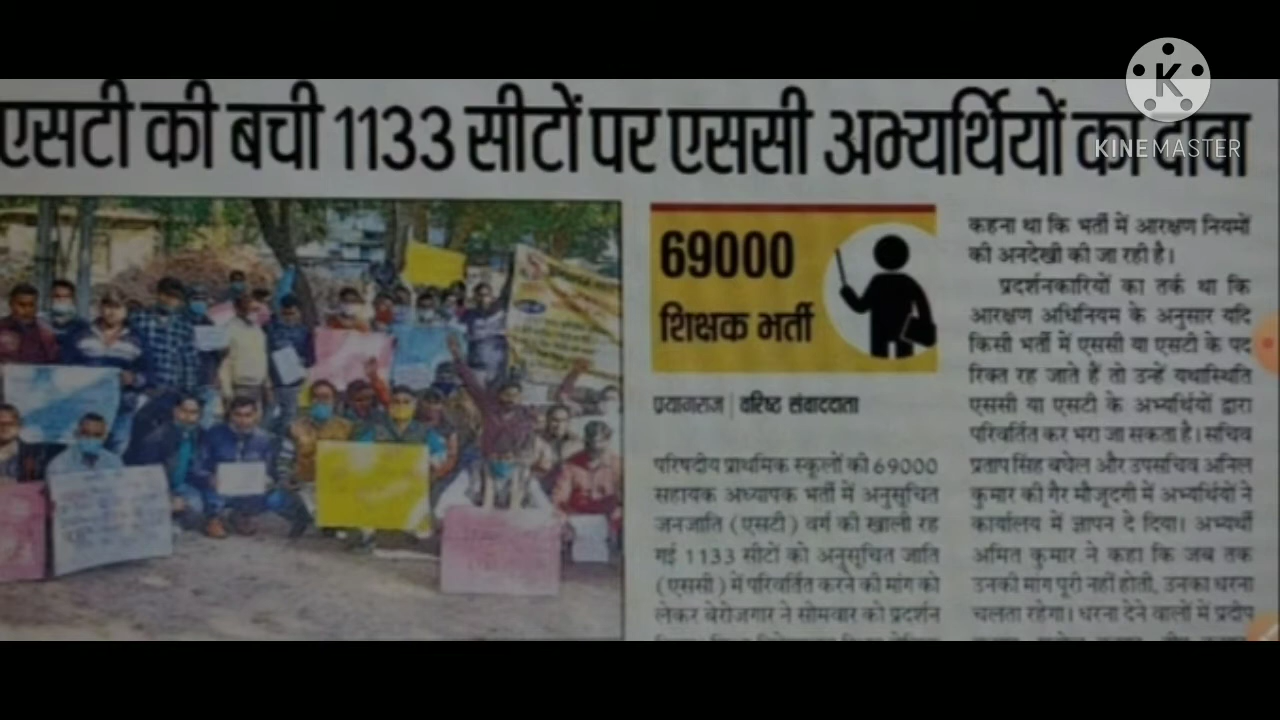 एसटी की बची 1133 सीटों पर एससी अभ्यर्थियों का दावा
KINEMASTER
69000
शिक्षक भर्ती
प्रयागराज | वरिष्ठ संवाददाता
परिषदीय प्राथमिक स्कूलों की 69000
सहायक अध्यापक भर्ती में अनुसूचित
जनजाति (एसटी) वर्ग की खाली रह
गई 1133 सीटों को अनुसूचित जाति
(एससी) में परिवर्तित करने की मांग को
लेकर बेरोजगार ने सोमवार को प्रदर्शन
कहना था कि भर्ती में आरक्षण नियमों
की अनदेखी की जा रही है।
प्रदर्शनकारियों का तर्क था कि
आरक्षण अधिनियम के अनुसार यदि
किसी भर्ती में एससी या एसटी के पद
रिक्त रह जाते हैं तो उन्हें यथास्थिति
एससी या एसटी के अभ्यर्थियों द्वारा
परिवर्तित कर भरा जा सकता है। सचिव
प्रताप सिंह बघेल और उपसचिव अनिल
कुमार की गैर मौजूदगी में अभ्यर्थियों ने
कार्यालय में ज्ञापन दे दिया। अभ्यर्थी
अमित कुमार ने कहा कि जब तक
उनकी मांग पूरी नहीं होती, उनका धरना
चलता रहेगा। धरना देने वालों में प्रदीप